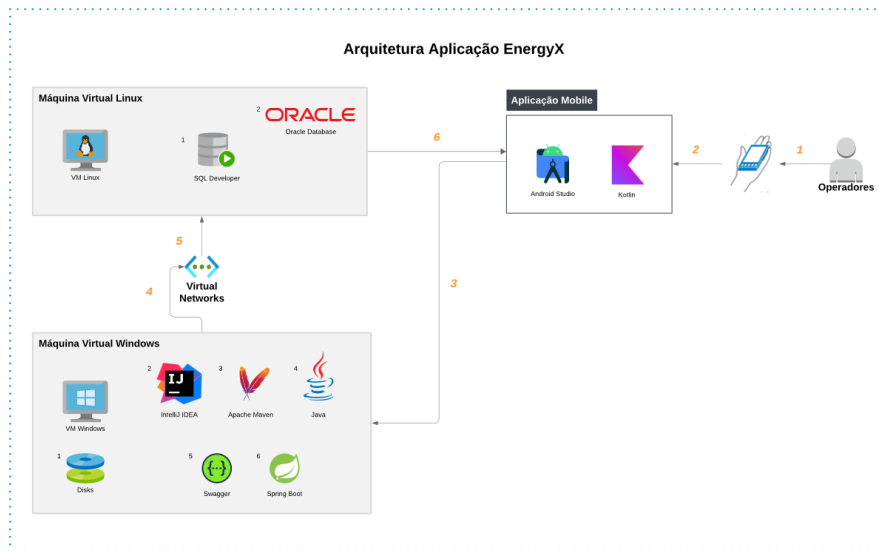 Arquitetura Aplicação EnergyX
Máquina Virtual Linux
VM Linux
1
SQL Developer
2
ORACLE
Oracle Database
6
Aplicação Mobile
Android Studio
Kotlin
2
1
Operadores
5
4
Virtual
Networks
3
Máquina Virtual Windows
VM Windows
2
IJ
IntelliJ IDEA
3
Apache Maven
4
Java
1
Disks
5
{...}
Swagger
6
Spring Boot